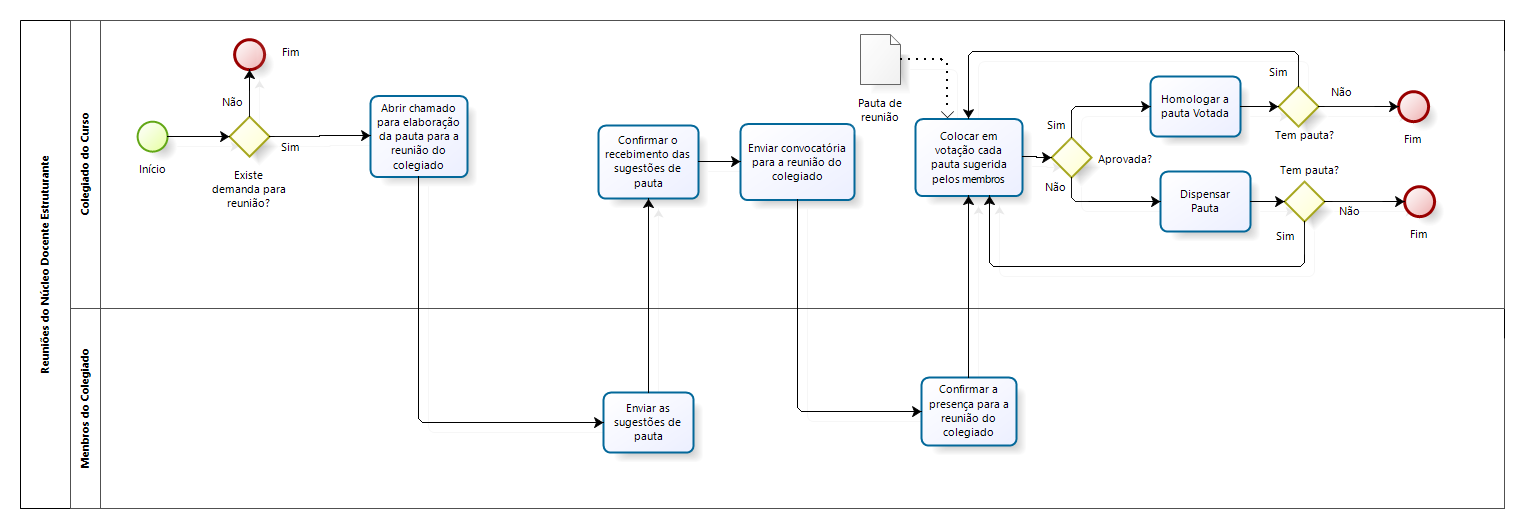 Reuniões do Núcleo Docente Estruturante
Colegiado do Curso
Menbros do Colegiado
Início
Fim
Não
Sim
Existe
demanda para
reunião?
Abrir chamado
para elaboração
da pauta para a
reunião do
colegiado
Enviar as
sugestões de
pauta
Confirmar o
recebimento das
sugestões de
pauta
Enviar convocatória
para a reunião do
colegiado
Confirmar a
presença para a
reunião do
colegiado
Pauta de
reunião
Colocar em
votação cada
pauta sugerida
pelos membros
Aprovada?
Sim
Não
Homologar a
pauta Votada
Sim
Não
Tem pauta?
Fim
Dispensar
Pauta
Tem pauta?
Não
Sim
Fim